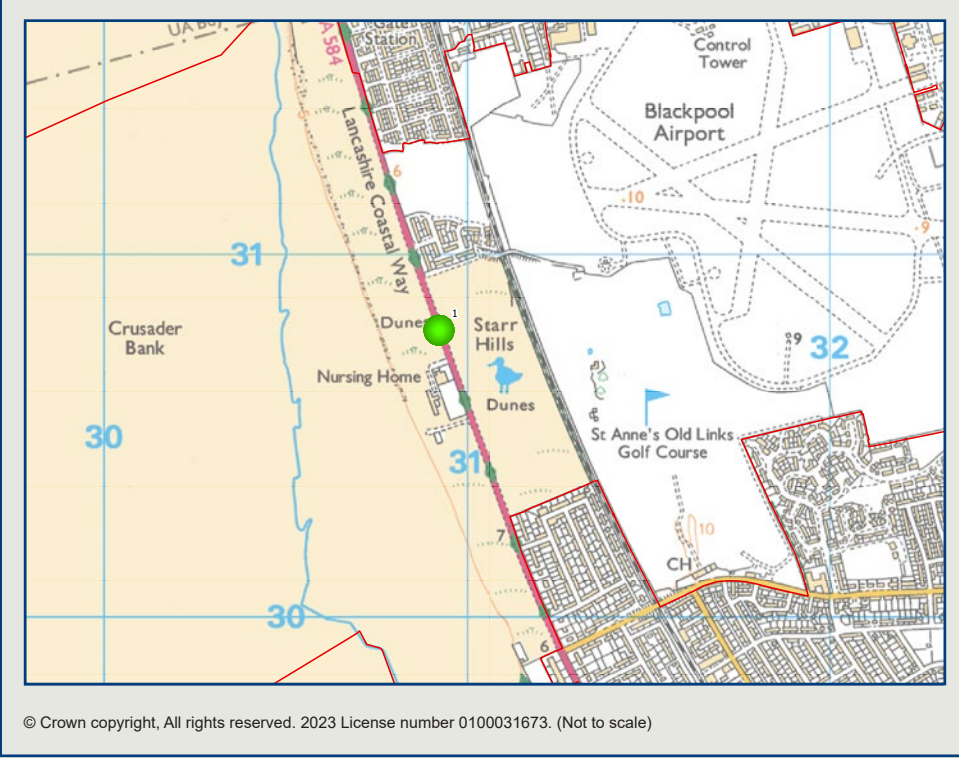 UA Bdy
A 584
Gate
Station
Control
Tower
Blackpool
Airport
Lancashire Coastal Way
6
5
10
9
31
Crusader
Bank
Dunes
1
Starr
Hills
9
32
Nursing Home
Dunes
30
St Anne's Old Links
Golf Course
31
7
10
CH
30
6
© Crown copyright, All rights reserved. 2023 License number 0100031673. (Not to scale)